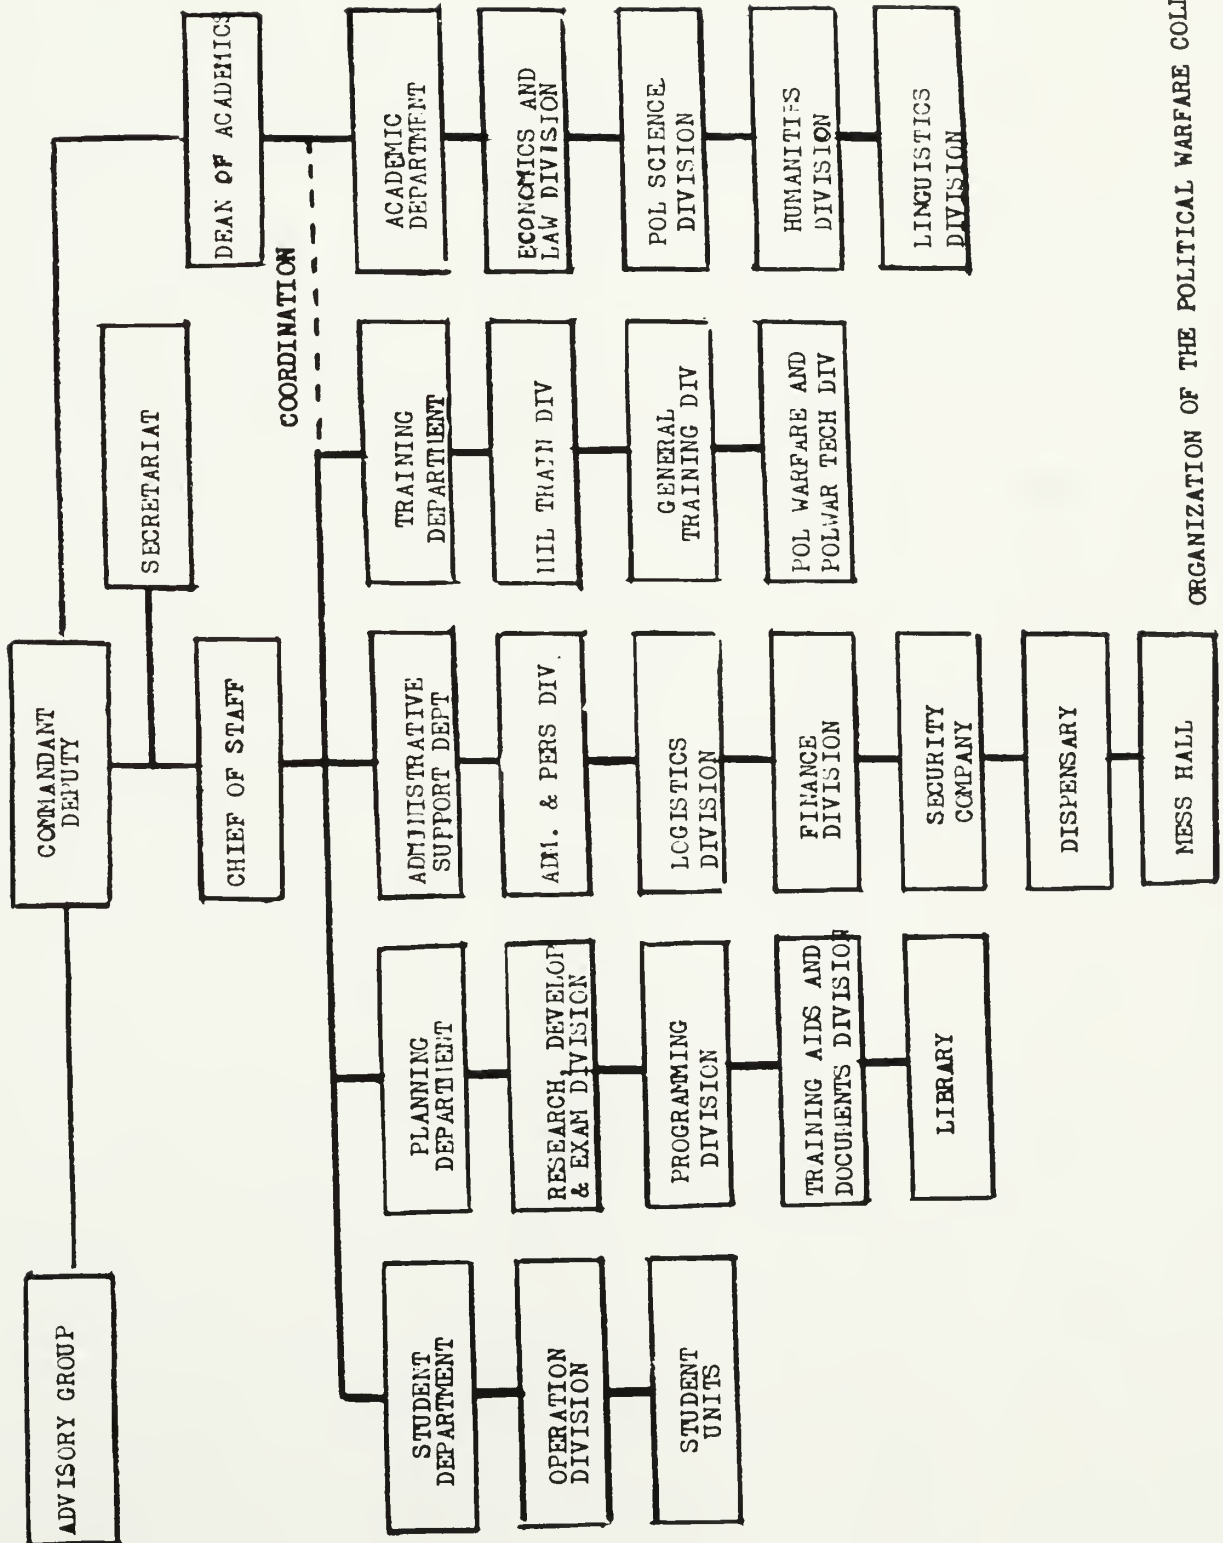 ADVISORY GROUP
COMMANDANT
DEPUTY
SECRETARIAT
CHIEF OF STAFF
DEAN OF ACADEMICS
COORDINATION
STUDENT
DEPARTMENT
OPERATION
DIVISION
STUDENT
UNITS
PLANNING
DEPARTMENT
RESEARCH, DEVELOP
& EXAM DIVISION
PROGRAMMING
DIVISION
TRAINING AIDS AND
DOCUMENTS DIVISION
LIBRARY
ADMINISTRATIVE
SUPPORT DEPT
ADM. & PERS DIV.
LOGISTICS
DIVISION
FINANCE
DIVISION
SECURITY
COMPANY
DISPENSARY
MESS HALL
TRAINING
DEPARTMENT
MIL TRAIN DIV
GENERAL
TRAINING DIV
POL WARFARE AND
POLWAR TECH DIV
ACADEMIC
DEPARTMENT
ECONOMICS AND
LAW DIVISION
POL SCIENCE
DIVISION
HUMANITIES
DIVISION
LINGUISTICS
DIVISION
ORGANIZATION OF THE POLITICAL WARFARE COLL